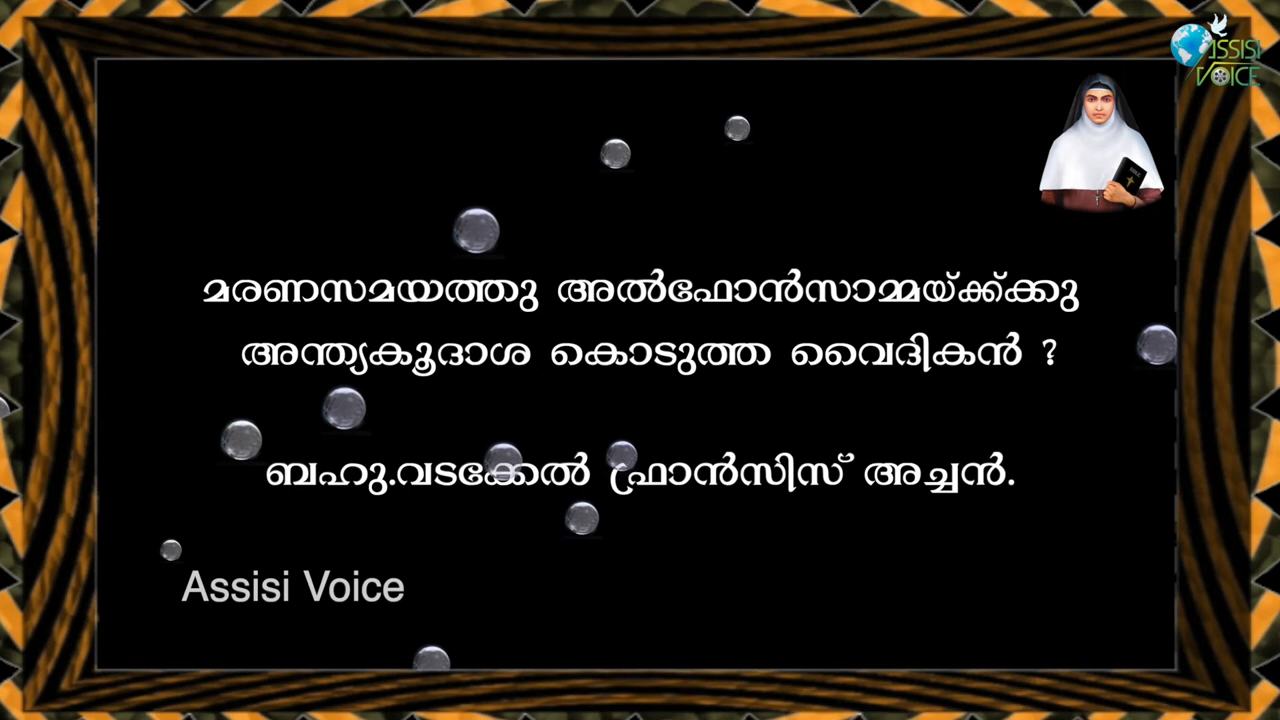 ASSISI
VOICE
മരണസമയത്തു അൽഫോൻസാമ്മയ്ക്ക്ക്കു
അന്ത്യകൂദാശ കൊടുത്ത വൈദികൻ ?
ബഹു.വടക്കേൽ ഫ്രാൻസിസ് അച്ചൻ.
Assisi Voice